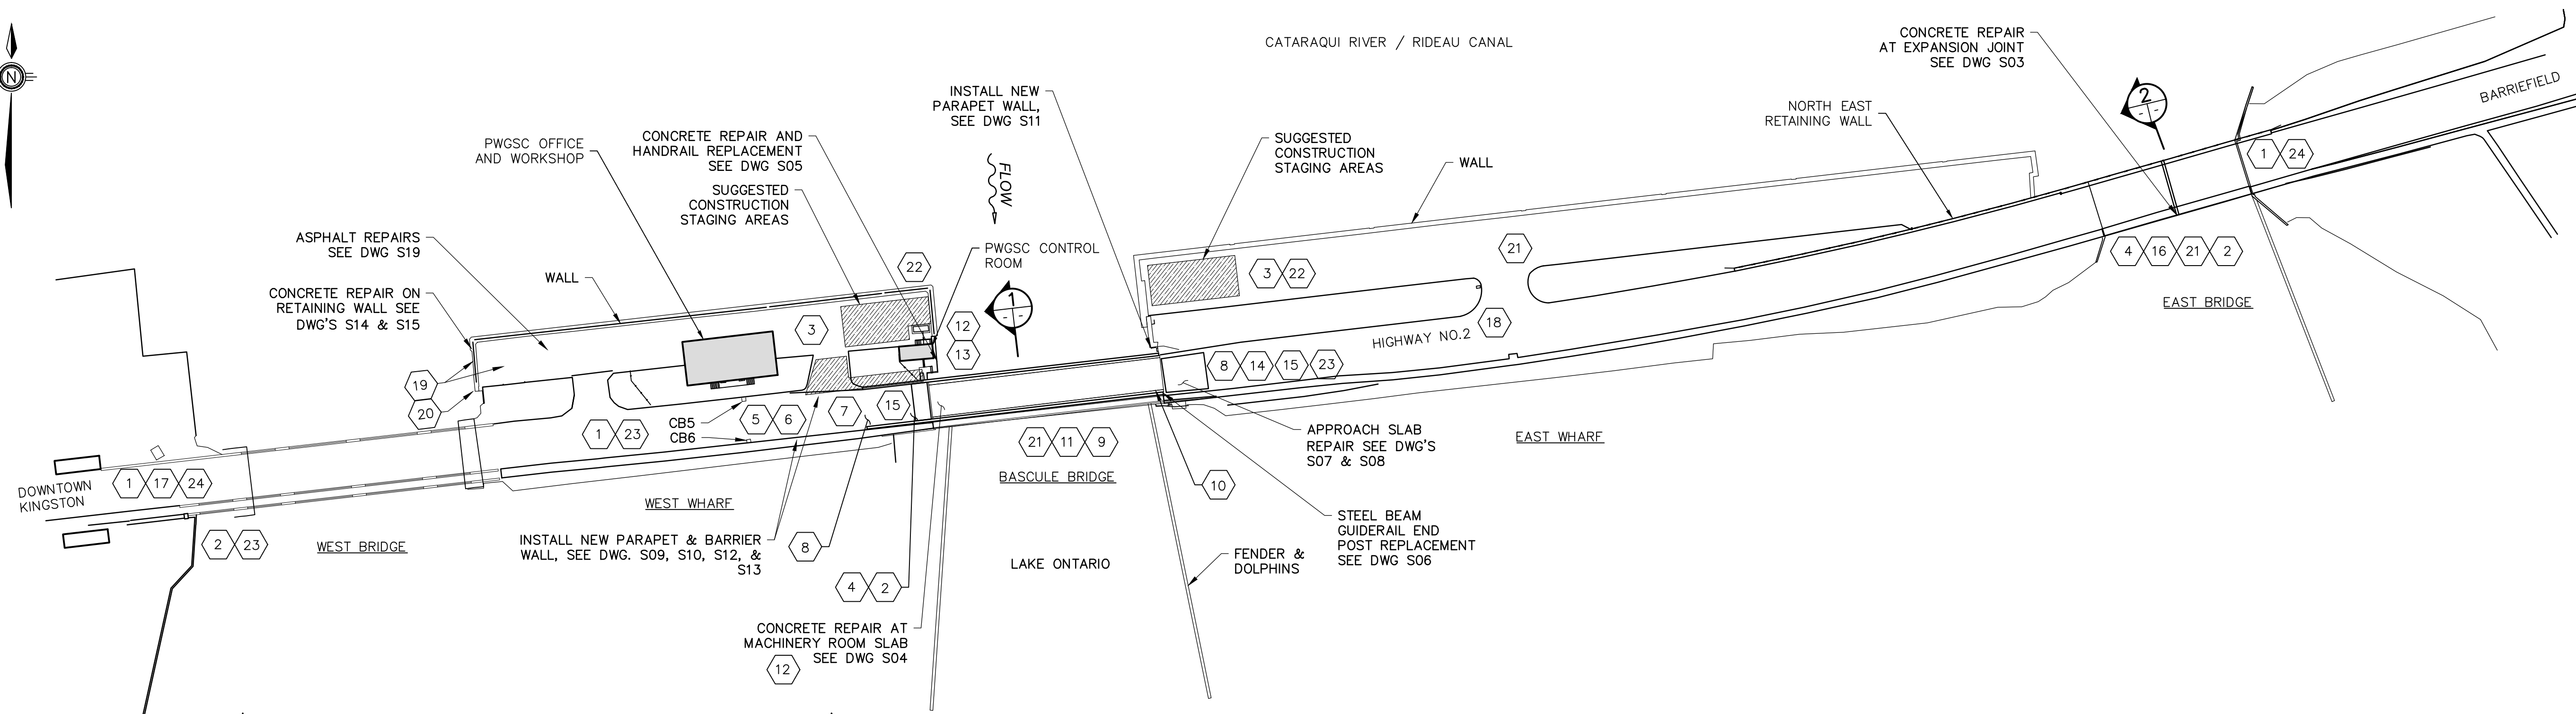 N
CATARAQUI RIVER / RIDEAU CANAL
CONCRETE REPAIR
AT EXPANSION JOINT
SEE DWG S03
BARRIEFIELD
INSTALL NEW
PARAPET WALL,
SEE DWG S11
NORTH EAST
RETAINING WALL
2
- -
PWGSC OFFICE
AND WORKSHOP
CONCRETE REPAIR AND
HANDRAIL REPLACEMENT
SEE DWG S05
SUGGESTED
CONSTRUCTION
STAGING AREAS
FLOW
SUGGESTED
CONSTRUCTION
STAGING AREAS
WALL
1 24
ASPHALT REPAIRS
SEE DWG S19
WALL
22
PWGSC CONTROL
ROOM
21
4 16 21 2
CONCRETE REPAIR ON
RETAINING WALL SEE
DWG'S S14 & S15
3 22
EAST BRIDGE
3
12
13
1
- -
HIGHWAY NO.2
18
19
20
8 14 15 23
CB5
CB6
5 6
7
15
1 23
21 11 9
BASCULE BRIDGE
APPROACH SLAB
REPAIR SEE DWG'S
S07 & S08
EAST WHARF
DOWNTOWN
KINGSTON
1 17 24
10
WEST WHARF
2 23
WEST BRIDGE
INSTALL NEW PARAPET & BARRIER
WALL, SEE DWG. S09, S10, S12, &
S13
8
STEEL BEAM
GUIDERAIL END
POST REPLACEMENT
SEE DWG S06
LAKE ONTARIO
FENDER &
DOLPHINS
4 2
CONCRETE REPAIR AT
MACHINERY ROOM SLAB
SEE DWG S04
12